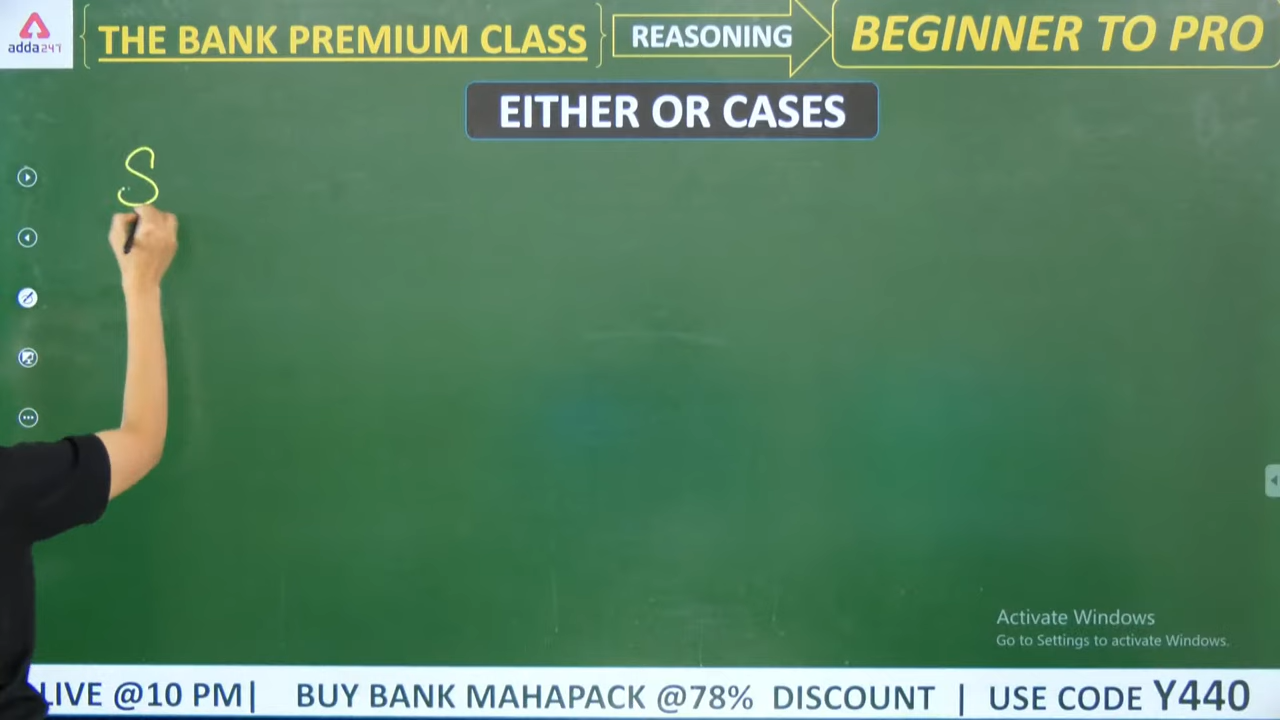 adda247
THE BANK PREMIUM CLASS
REASONING
BEGINNER TO PRO
EITHER OR CASES
S
Activate Windows
Go to Settings to activate Windows.
LIVE @10 PM| BUY BANK MAHAPACK @78% DISCOUNT | USE CODE Y440